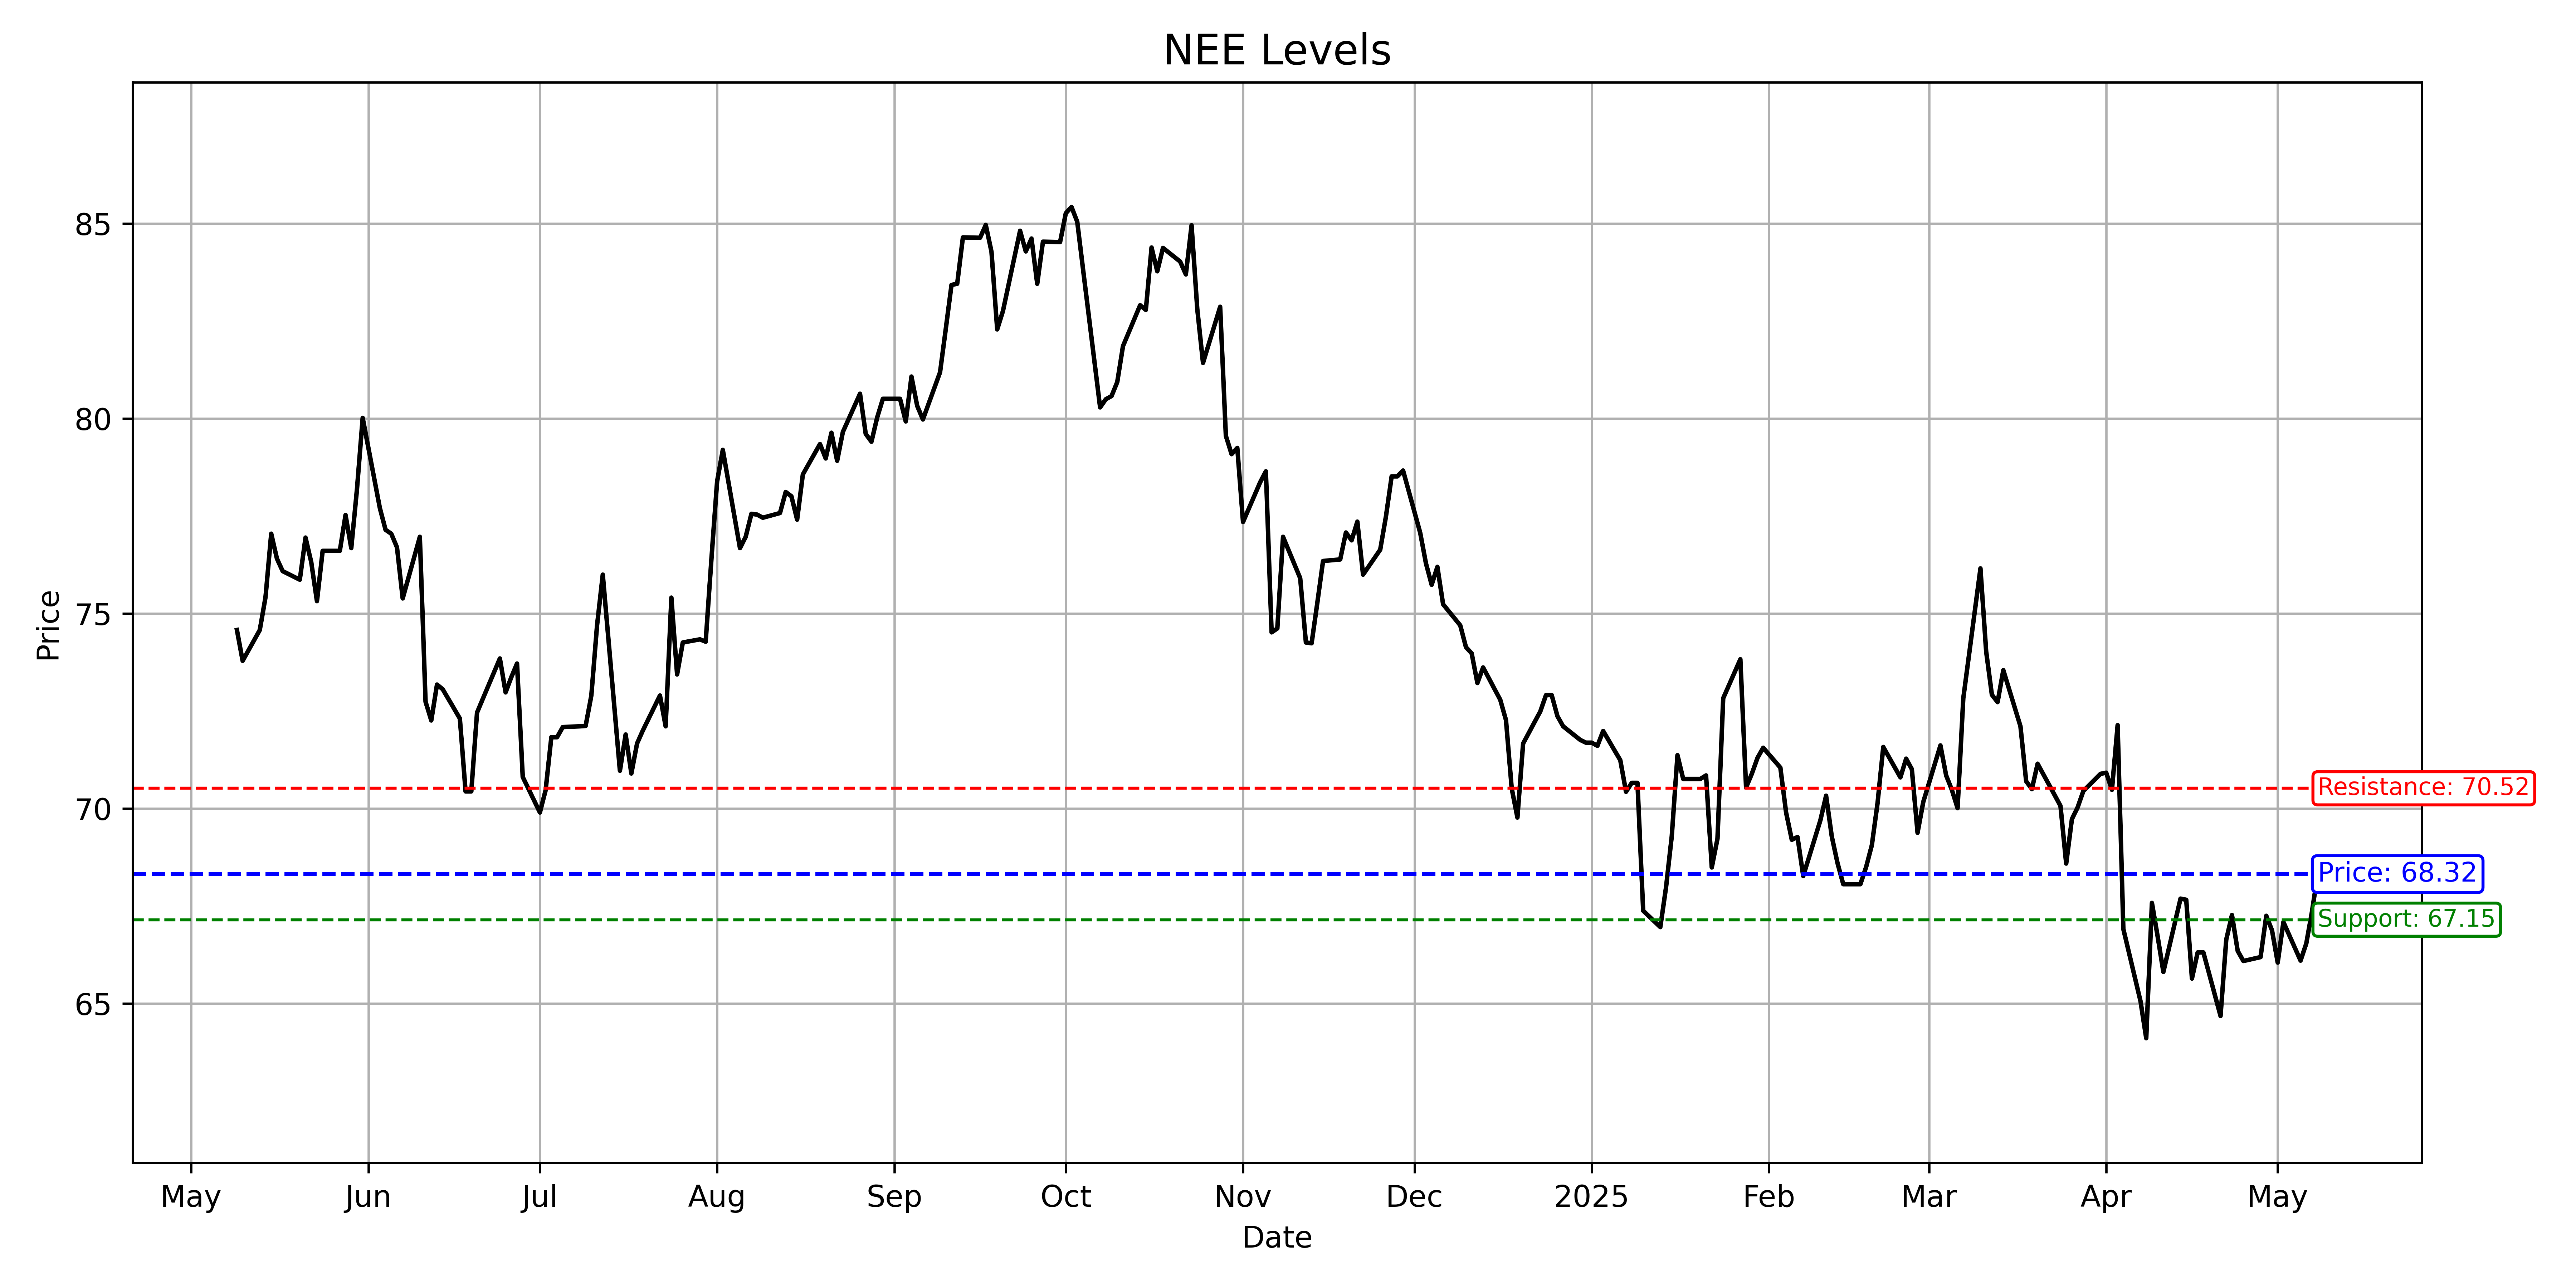 NEE Levels
Price
85
80
75
70
65
Resistance: 70.52
Price: 68.32
Support: 67.15
May
Jun
Jul
Aug
Sep
Oct
Nov
Dec
2025
Feb
Mar
Apr
May
Date